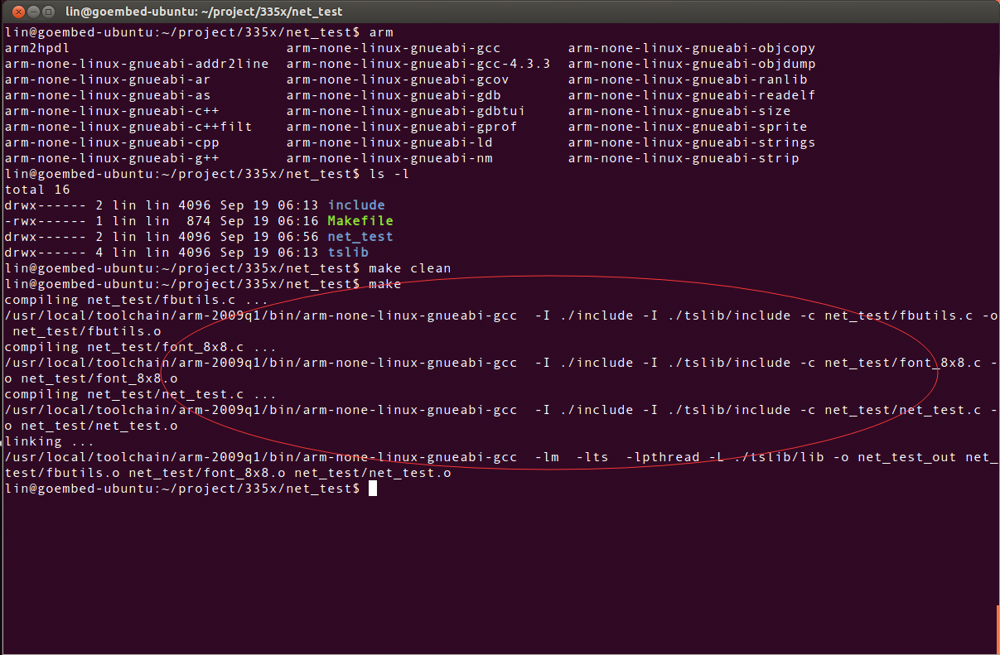 lin@goembed-ubuntu: ~/project/335x/net_test
lin@goembed-ubuntu:~/project/335x/net_test$ arm
arm2hpdl                          arm-none-linux-gnueabi-gcc        arm-none-linux-gnueabi-objcopy
arm-none-linux-gnueabi-addr2line  arm-none-linux-gnueabi-gcc-4.3.3  arm-none-linux-gnueabi-objdump
arm-none-linux-gnueabi-ar         arm-none-linux-gnueabi-gcov       arm-none-linux-gnueabi-ranlib
arm-none-linux-gnueabi-as         arm-none-linux-gnueabi-gdb        arm-none-linux-gnueabi-readelf
arm-none-linux-gnueabi-c++        arm-none-linux-gnueabi-gdbtui     arm-none-linux-gnueabi-size
arm-none-linux-gnueabi-c++filt    arm-none-linux-gnueabi-gprof      arm-none-linux-gnueabi-sprite
arm-none-linux-gnueabi-cpp        arm-none-linux-gnueabi-ld         arm-none-linux-gnueabi-strings
arm-none-linux-gnueabi-g++        arm-none-linux-gnueabi-nm         arm-none-linux-gnueabi-strip
lin@goembed-ubuntu:~/project/335x/net_test$ ls -l
total 16
drwx------ 2 lin lin 4096 Sep 19 06:13 include
-rwx------ 1 lin lin  874 Sep 19 06:16 Makefile
drwx------ 2 lin lin 4096 Sep 19 06:56 net_test
drwx------ 4 lin lin 4096 Sep 19 06:13 tslib
lin@goembed-ubuntu:~/project/335x/net_test$ make clean
lin@goembed-ubuntu:~/project/335x/net_test$ make
compiling net_test/fbutils.c ...
/usr/local/toolchain/arm-2009q1/bin/arm-none-linux-gnueabi-gcc  -I ./include -I ./tslib/include -c net_test/fbutils.c -o
 net_test/fbutils.o
compiling net_test/font_8x8.c ...
/usr/local/toolchain/arm-2009q1/bin/arm-none-linux-gnueabi-gcc  -I ./include -I ./tslib/include -c net_test/font_8x8.c -
o net_test/font_8x8.o
compiling net_test/net_test.c ...
/usr/local/toolchain/arm-2009q1/bin/arm-none-linux-gnueabi-gcc  -I ./include -I ./tslib/include -c net_test/net_test.c -
o net_test/net_test.o
linking ...
/usr/local/toolchain/arm-2009q1/bin/arm-none-linux-gnueabi-gcc  -lm  -lts  -lpthread -L ./tslib/lib -o net_test_out net_
test/fbutils.o net_test/font_8x8.o net_test/net_test.o
lin@goembed-ubuntu:~/project/335x/net_test$